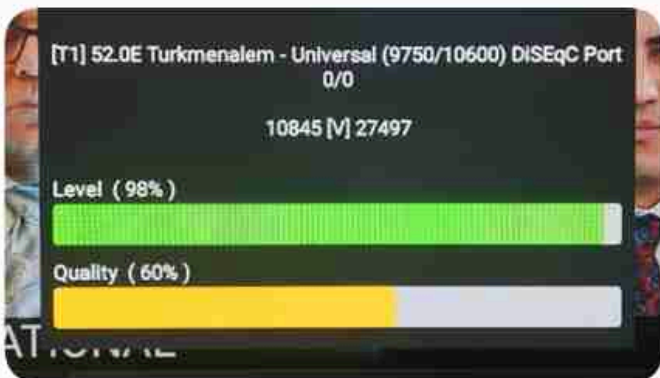 [T1] 52.0E Turkmenalem - Universal (9750/10600) DiSEqC Port
0/0
10845 [V] 27497
Level ( 98% )
Quality ( 60% )